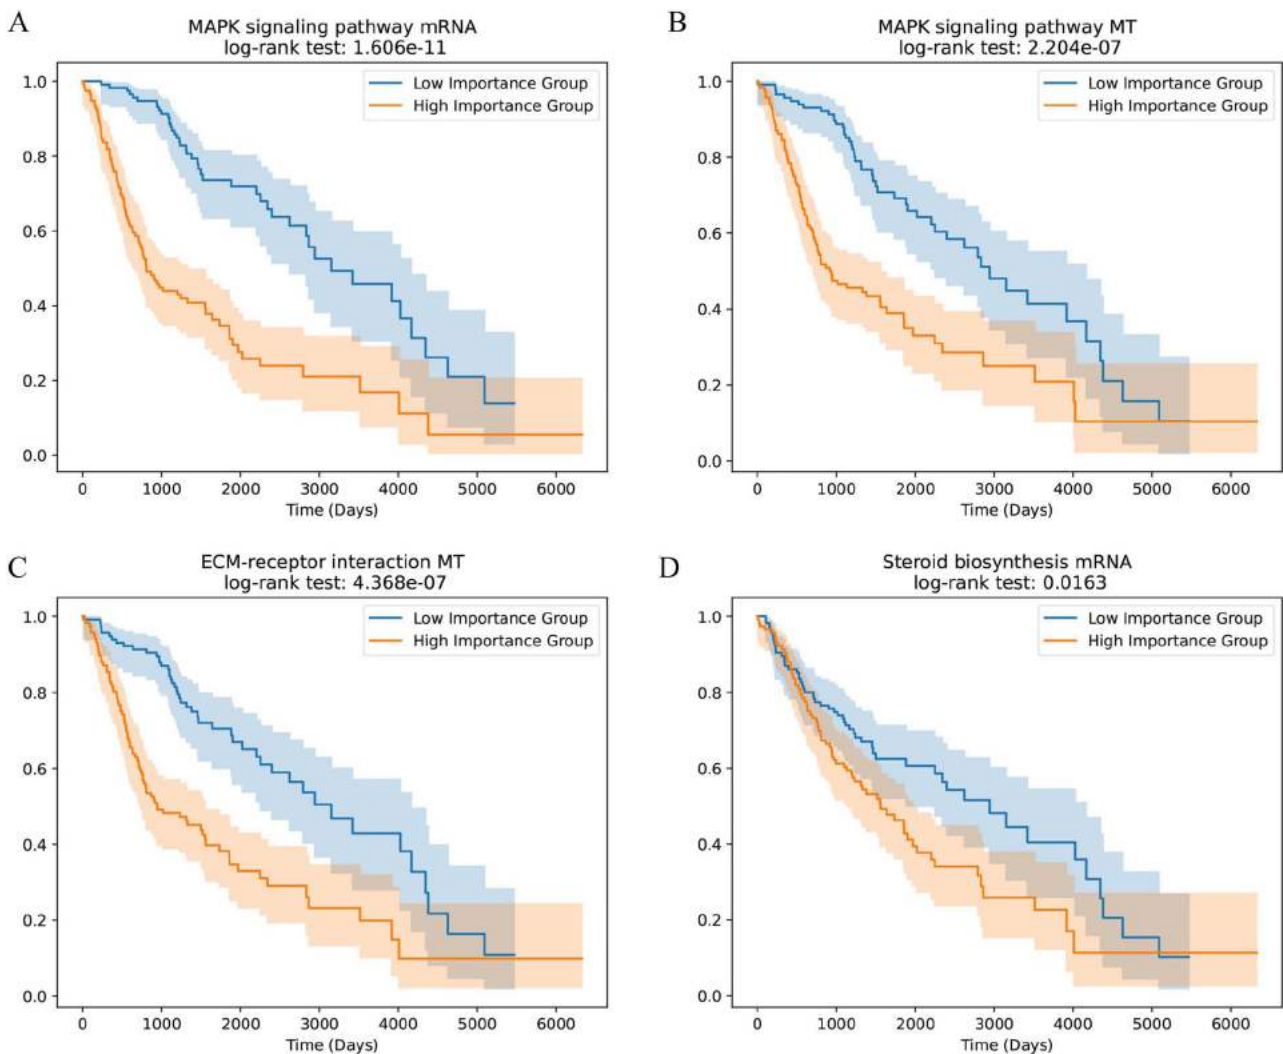 A
MAPK signaling pathway mRNA
log-rank test: 1.606e-11
Low Importance Group
High Importance Group
1.0
0.8
0.6
0.4
0.2
0.0
0 1000 2000 3000 4000 5000 6000
Time (Days)
B
MAPK signaling pathway MT
log-rank test: 2.204e-07
Low Importance Group
High Importance Group
1.0
0.8
0.6
0.4
0.2
0.0
0 1000 2000 3000 4000 5000 6000
Time (Days)
C
ECM-receptor interaction MT
log-rank test: 4.368e-07
Low Importance Group
High Importance Group
1.0
0.8
0.6
0.4
0.2
0.0
0 1000 2000 3000 4000 5000 6000
Time (Days)
D
Steroid biosynthesis mRNA
log-rank test: 0.0163
Low Importance Group
High Importance Group
1.0
0.8
0.6
0.4
0.2
0.0
0 1000 2000 3000 4000 5000 6000
Time (Days)